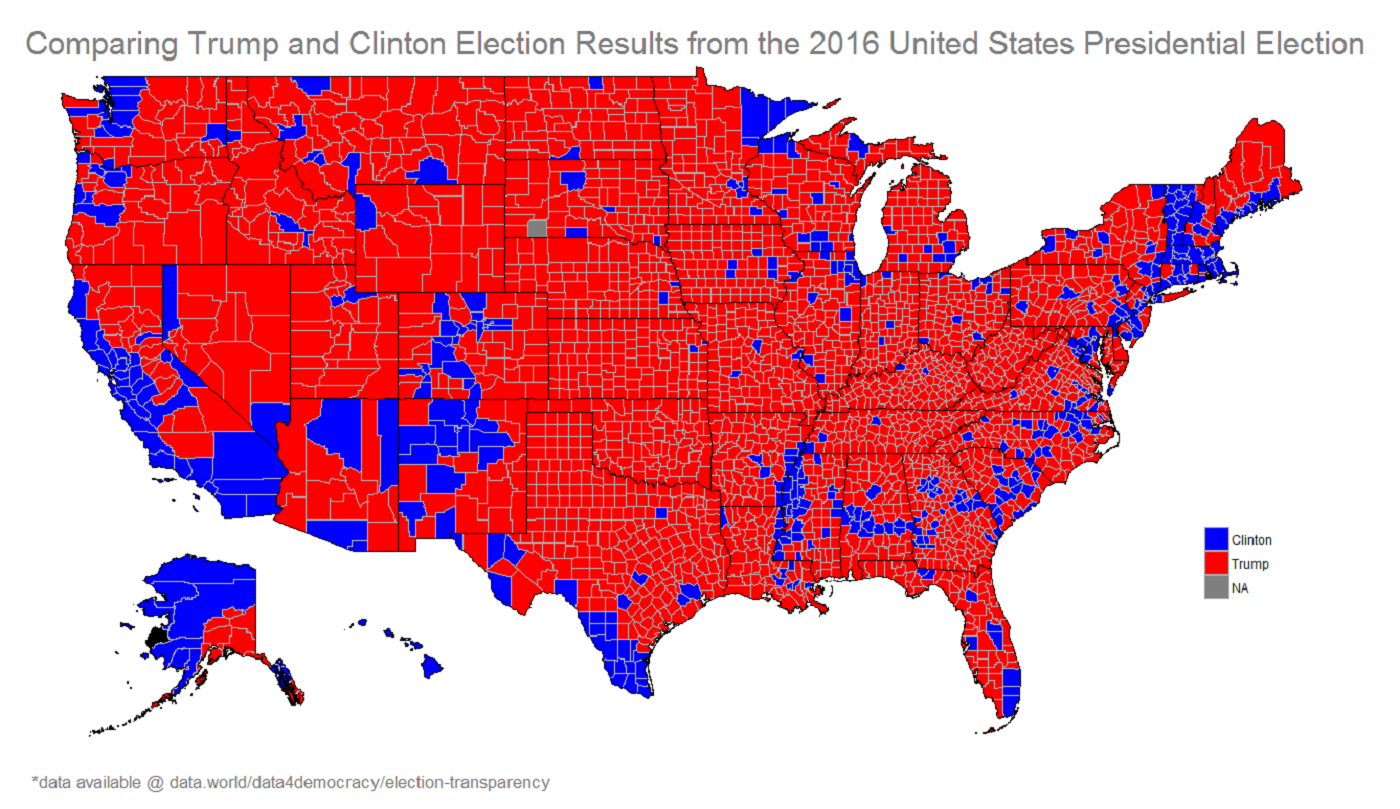 Comparing Trump and Clinton Election Results from the 2016 United States Presidential Election
Clinton
Trump
NA
*data available @ data.world/data4democracy/election-transparency